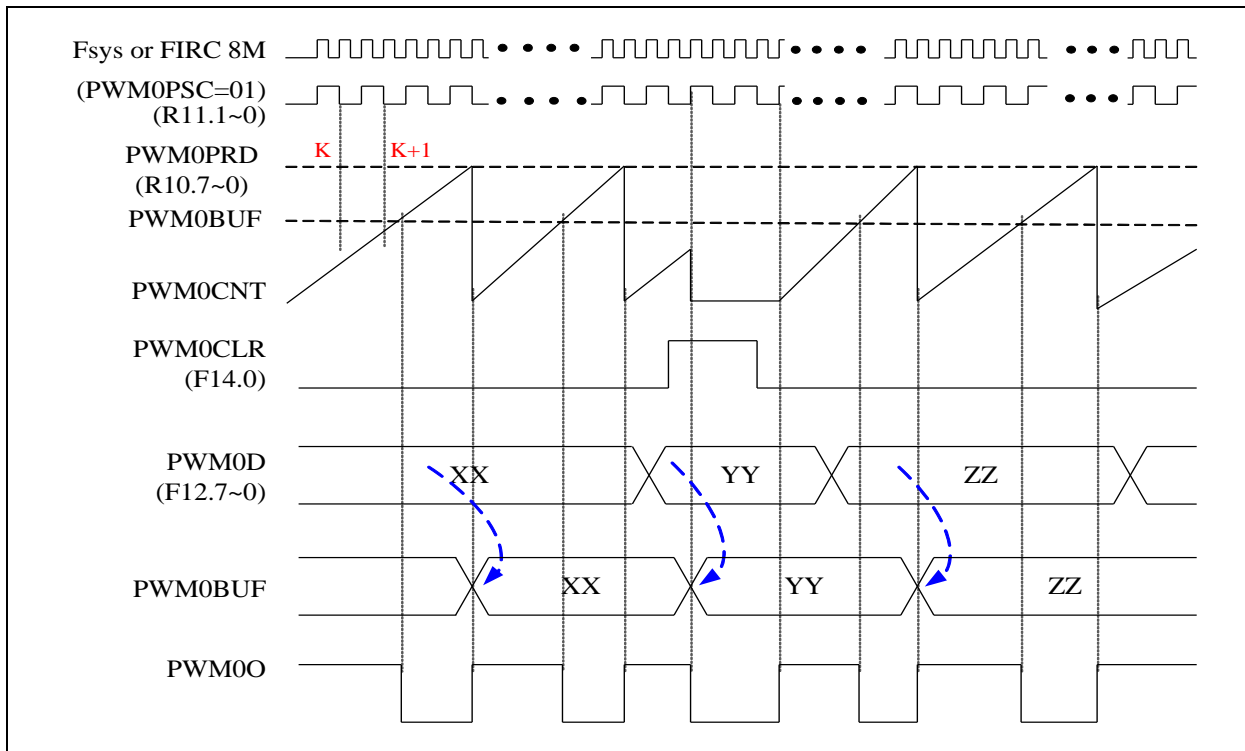 Fsys or FIRC 8M
(PWM0PSC=01)
(R11.1~0)
K
K+1
PWM0PRD
(R10.7~0)
PWM0BUF
PWM0CNT
PWM0CLR
(F14.0)
PWM0D
(F12.7~0)
XX
YY
ZZ
PWM0BUF
XX
YY
ZZ
PWM0O